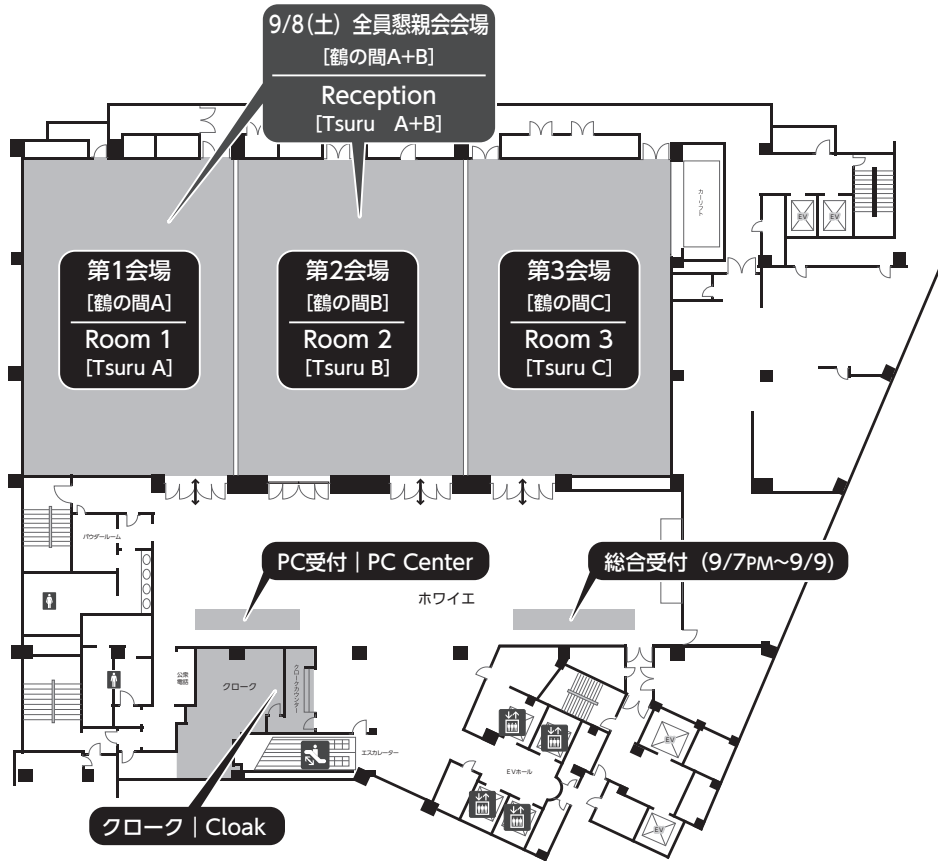 9/8(土) 全員懇親会会場
[鶴の間A+B]
Reception
[Tsuru A+B]
カーリフト
EV
EV
第1会場
[鶴の間A]
Room 1
[Tsuru A]
第2会場
[鶴の間B]
Room 2
[Tsuru B]
第3会場
[鶴の間C]
Room 3
[Tsuru C]
パウダールーム
PC受付 | PC Center
総合受付 (9/7PM~9/9)
ホワイエ
公衆
電話
クローク
クロークカウンター
エスカレーター
EVホール
EV
EV
クローク | Cloak